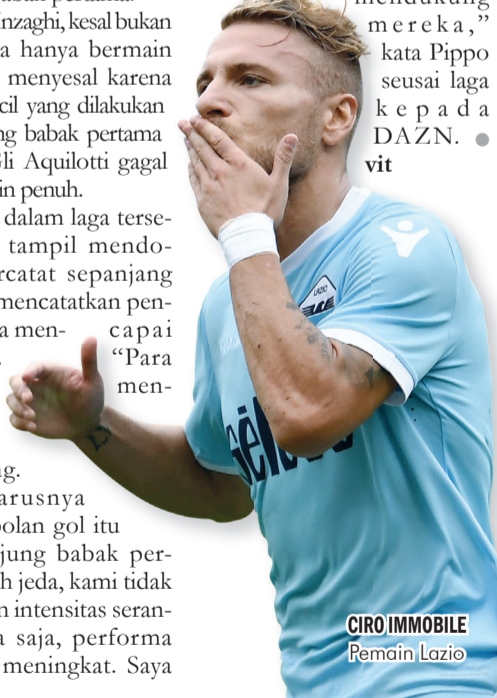 nzaghi, kesal bukan
a hanya bermain
menyesal karena
cil yang dilakukan
ng babak pertama
Gli Aquilotti gagal
in penuh.
dalam laga terse-
tampil mendo-
rcatat sepanjang
mencatatkan pen-
a men- capai
"Para
men-
g.
arusnya
bolan gol itu
jung babak per-
h jeda, kami tidak
n intensitas seran-
a saja, performa
meningkat. Saya
mereka,"
kata Pippo
seusai laga
kepada
DAZN.
vit
LAZIO
CIRO IMMOBILE
Pemain Lazio